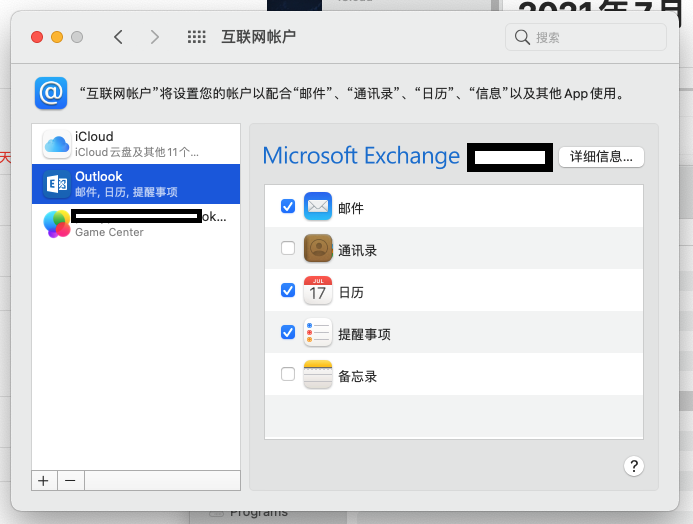 2021年7月
互联网帐户
搜索
“互联网帐户”将设置您的帐户以配合“邮件”、“通讯录”、“日历”、“信息”以及其他 App 使用。
天
iCloud
iCloud 云盘及其他 11 个...
Outlook
邮件, 日历, 提醒事项
ok...
Game Center
Microsoft Exchange
详细信息...
邮件
通讯录
JUL
17
日历
提醒事项
备忘录
?
Programs